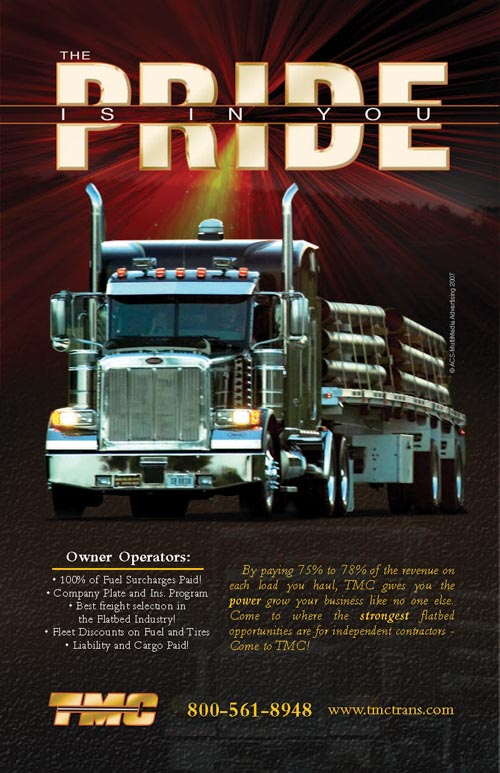 THE
PRIDE
IS IN YOU
© ACS-MultiMedia Advertising 2007
Owner Operators:
• 100% of Fuel Surcharges Paid!
• Company Plate and Ins. Program
• Best freight selection in
the Flatbed Industry!
• Fleet Discounts on Fuel and Tires
• Liability and Cargo Paid!
By paying 75% to 78% of the revenue on
each load you haul, TMC gives you the
power grow your business like no one else.
Come to where the strongest flatbed
opportunities are for independent contractors -
Come to TMC!
TMC
800-561-8948
www.tmctrans.com